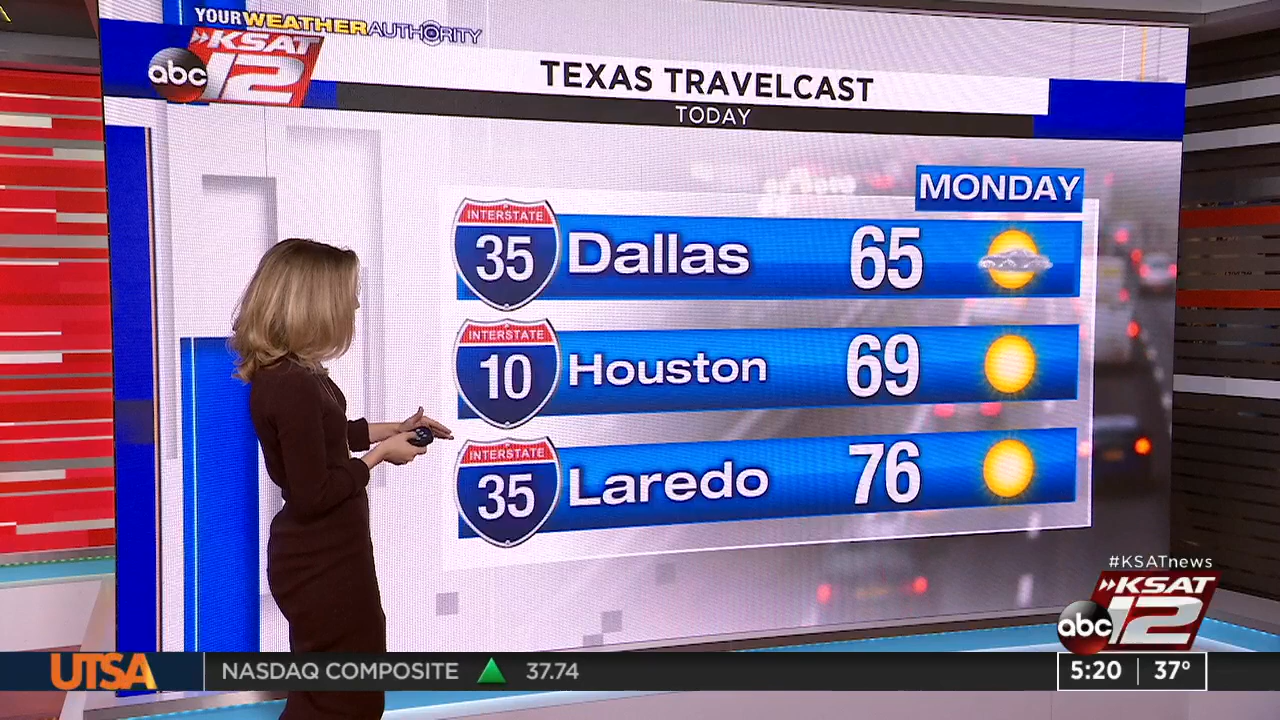 YOUR WEATHER AUTHORITY
KSAT
abc 12
TEXAS TRAVELCAST
TODAY
MONDAY
INTERSTATE
35 Dallas 65
INTERSTATE
10 Houston 69
INTERSTATE
35 Laredo 76
#KSATnews
KSAT
abc 12
UTSA NASDAQ COMPOSITE 37.74 5:20 37°